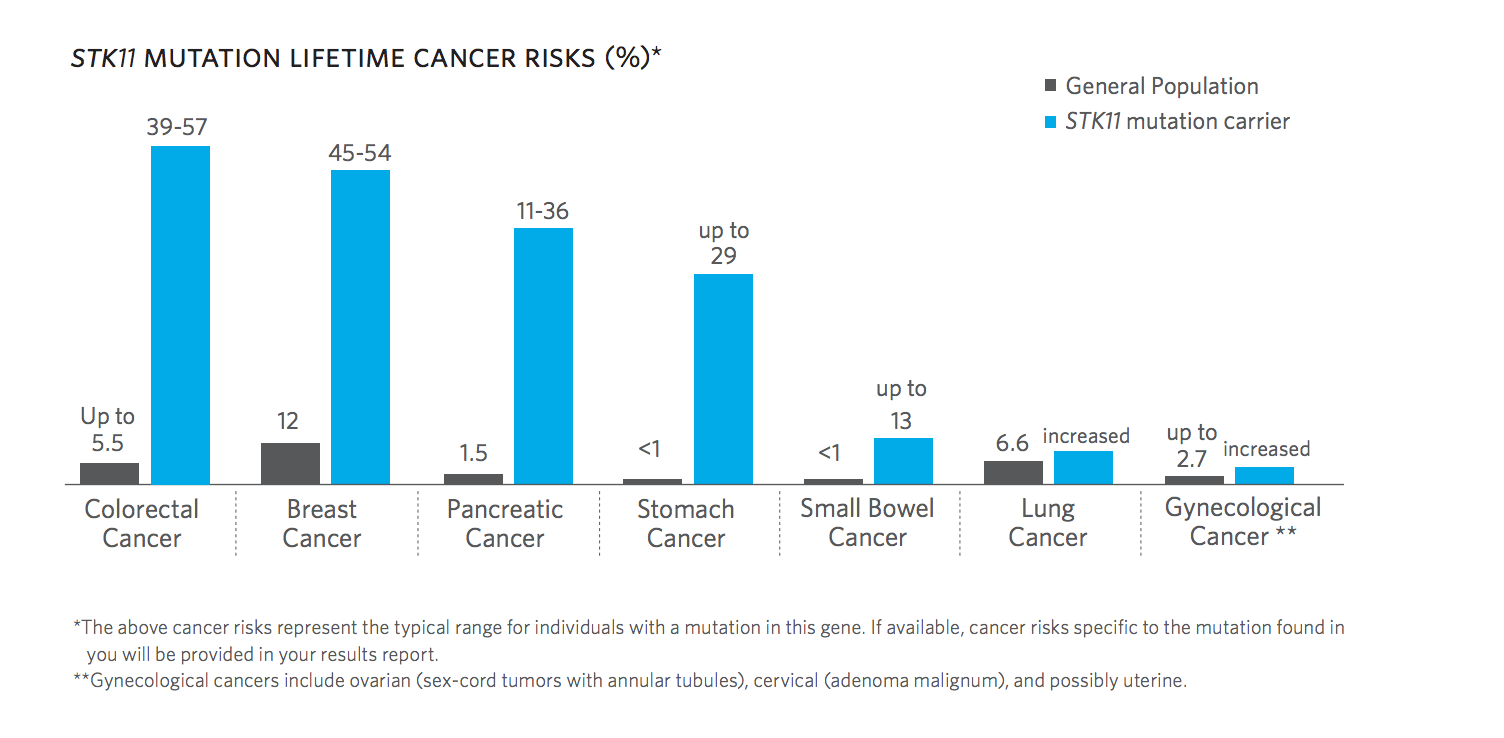 STK11 MUTATION LIFETIME CANCER RISKS (%)*
General Population
STK11 mutation carrier
39-57
45-54
11-36
up to
29
Up to
5.5
12
1.5
<1
up to
13
<1
6.6
increased
up to
2.7
increased
Colorectal
Cancer
Breast
Cancer
Pancreatic
Cancer
Stomach
Cancer
Small Bowel
Cancer
Lung
Cancer
Gynecological
Cancer **
*The above cancer risks represent the typical range for individuals with a mutation in this gene. If available, cancer risks specific to the mutation found in
you will be provided in your results report.
**Gynecological cancers include ovarian (sex-cord tumors with annular tubules), cervical (adenoma malignum), and possibly uterine.